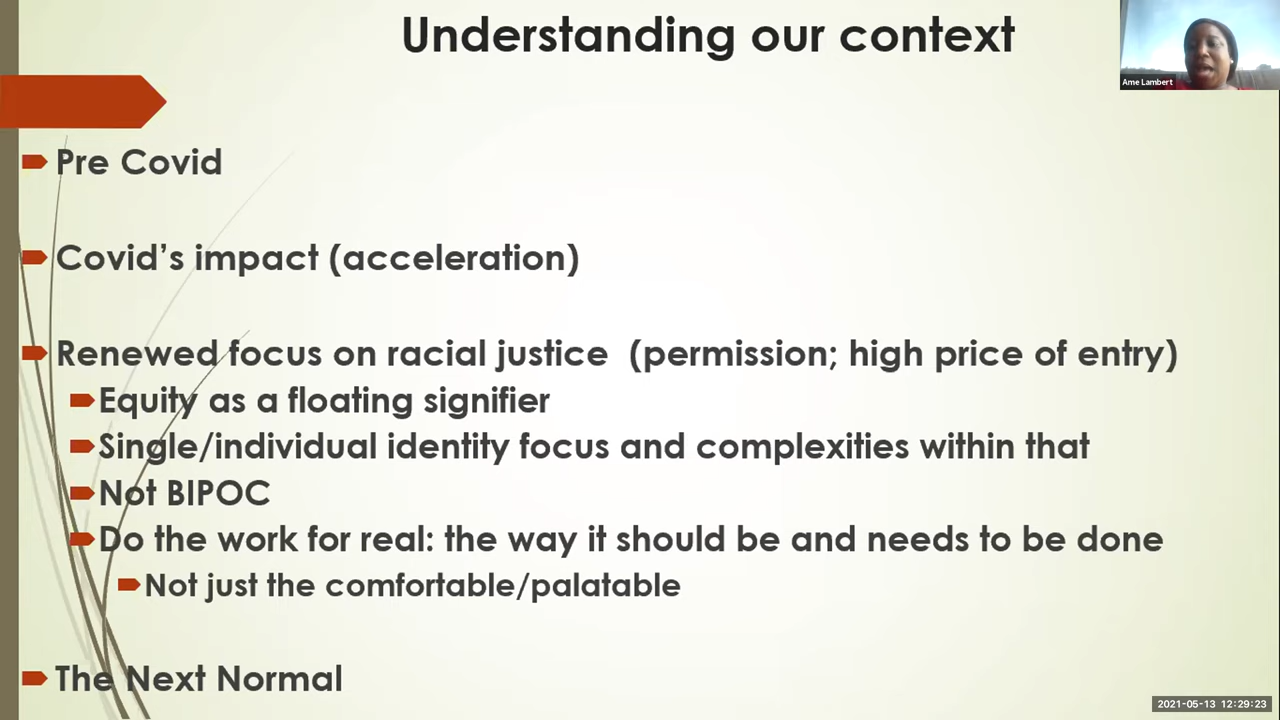 Understanding our context
Ame Lambert
Pre Covid
Covid’s impact (acceleration)
Renewed focus on racial justice  (permission; high price of entry)
Equity as a floating signifier
Single/individual identity focus and complexities within that
Not BIPOC
Do the work for real: the way it should be and needs to be done
Not just the comfortable/palatable
The Next Normal
2021-05-13 12:29:23